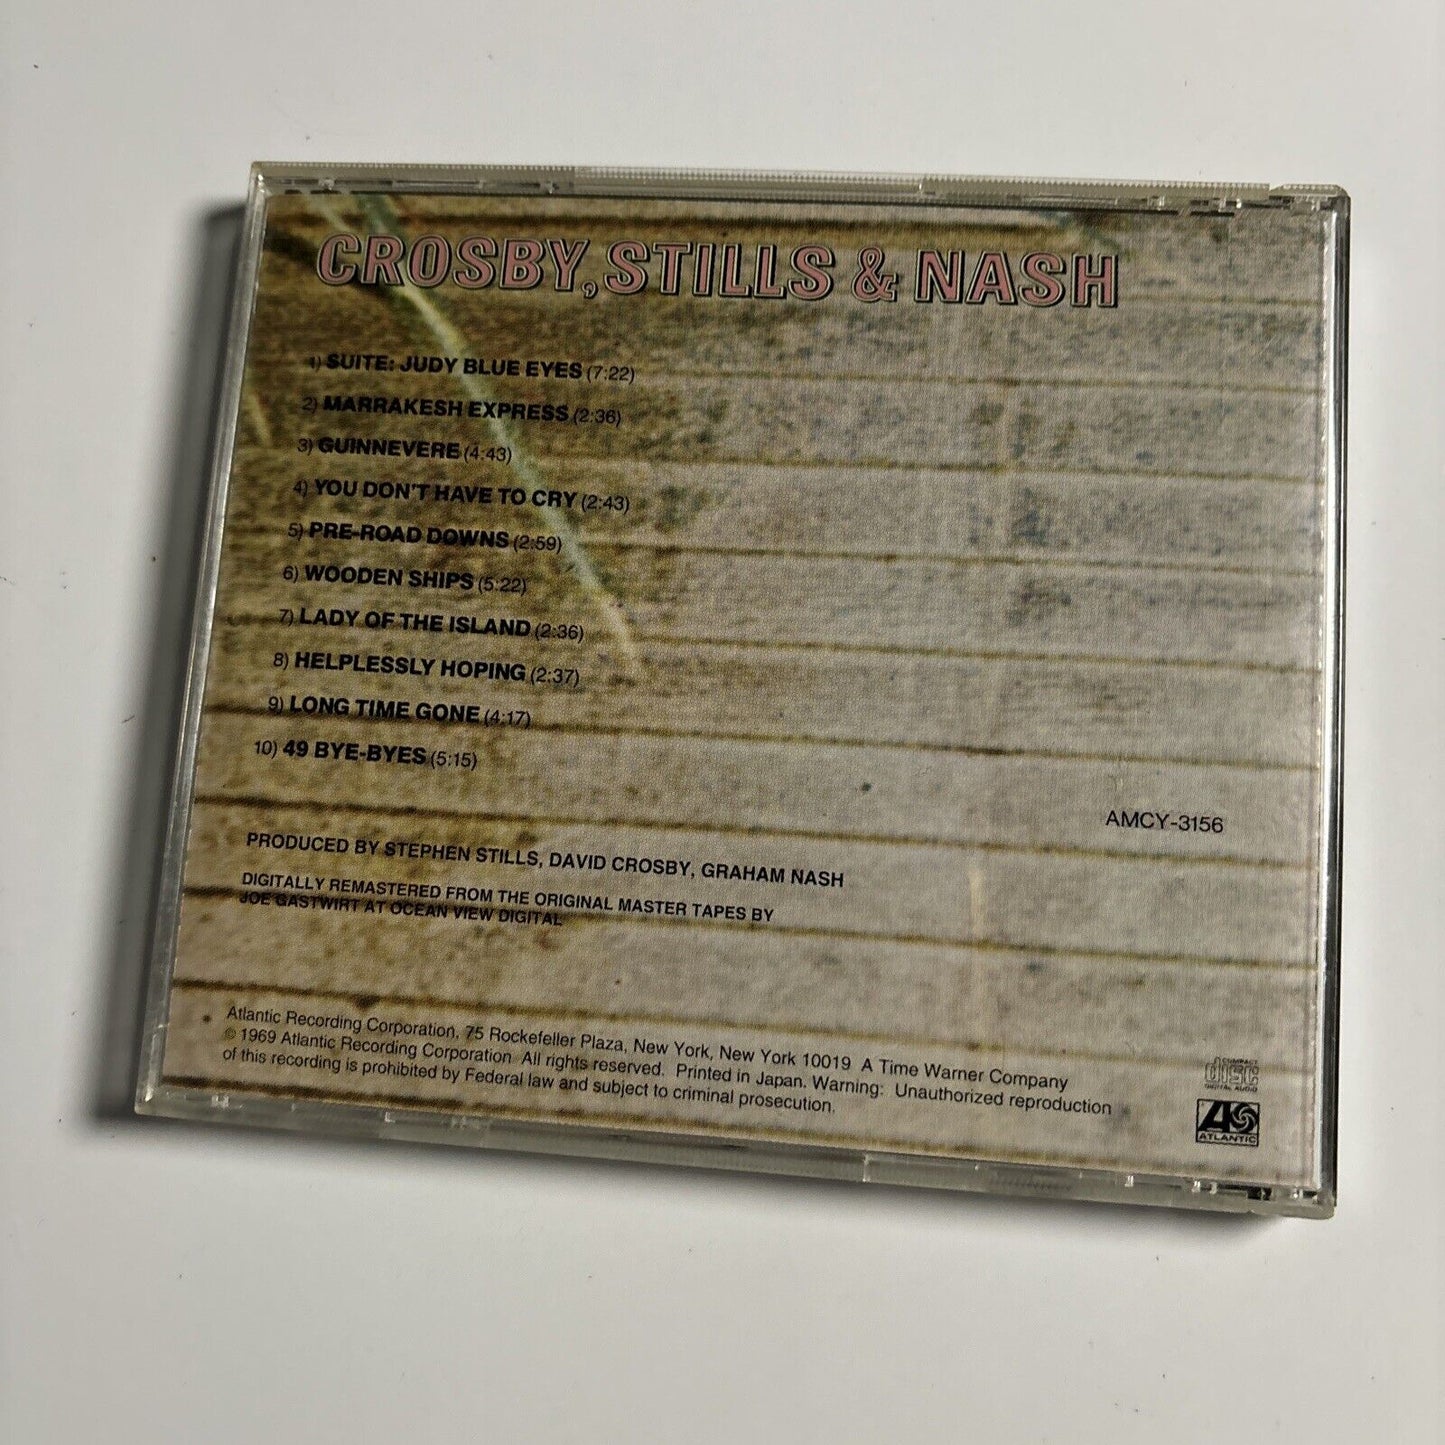 CROSBY, STILLS & NASH
1) SUITE: JUDY BLUE EYES (7:22)
2) MARRAKESH EXPRESS (2:36)
3) GUINNEVERE (4:43)
4) YOU DON'T HAVE TO CRY (2:43)
5) PRE-ROAD DOWNS (2:59)
6) WOODEN SHIPS (5:22)
7) LADY OF THE ISLAND (2:36)
8) HELPLESSLY HOPING (2:37)
9) LONG TIME GONE (4:17)
10) 49 BYE-BYES (5:15)
AMCY-3156
PRODUCED BY STEPHEN STILLS, DAVID CROSBY, GRAHAM NASH
DIGITALLY REMASTERED FROM THE ORIGINAL MASTER TAPES BY
JOE GASTWIRT AT OCEAN VIEW DIGITAL
Atlantic Recording Corporation, 75 Rockefeller Plaza, New York, New York 10019 A Time Warner Company
© 1969 Atlantic Recording Corporation All rights reserved. Printed in Japan. Warning: Unauthorized reproduction
of this recording is prohibited by Federal law and subject to criminal prosecution.
COMPACT
disc
DIGITAL AUDIO
ATLANTIC